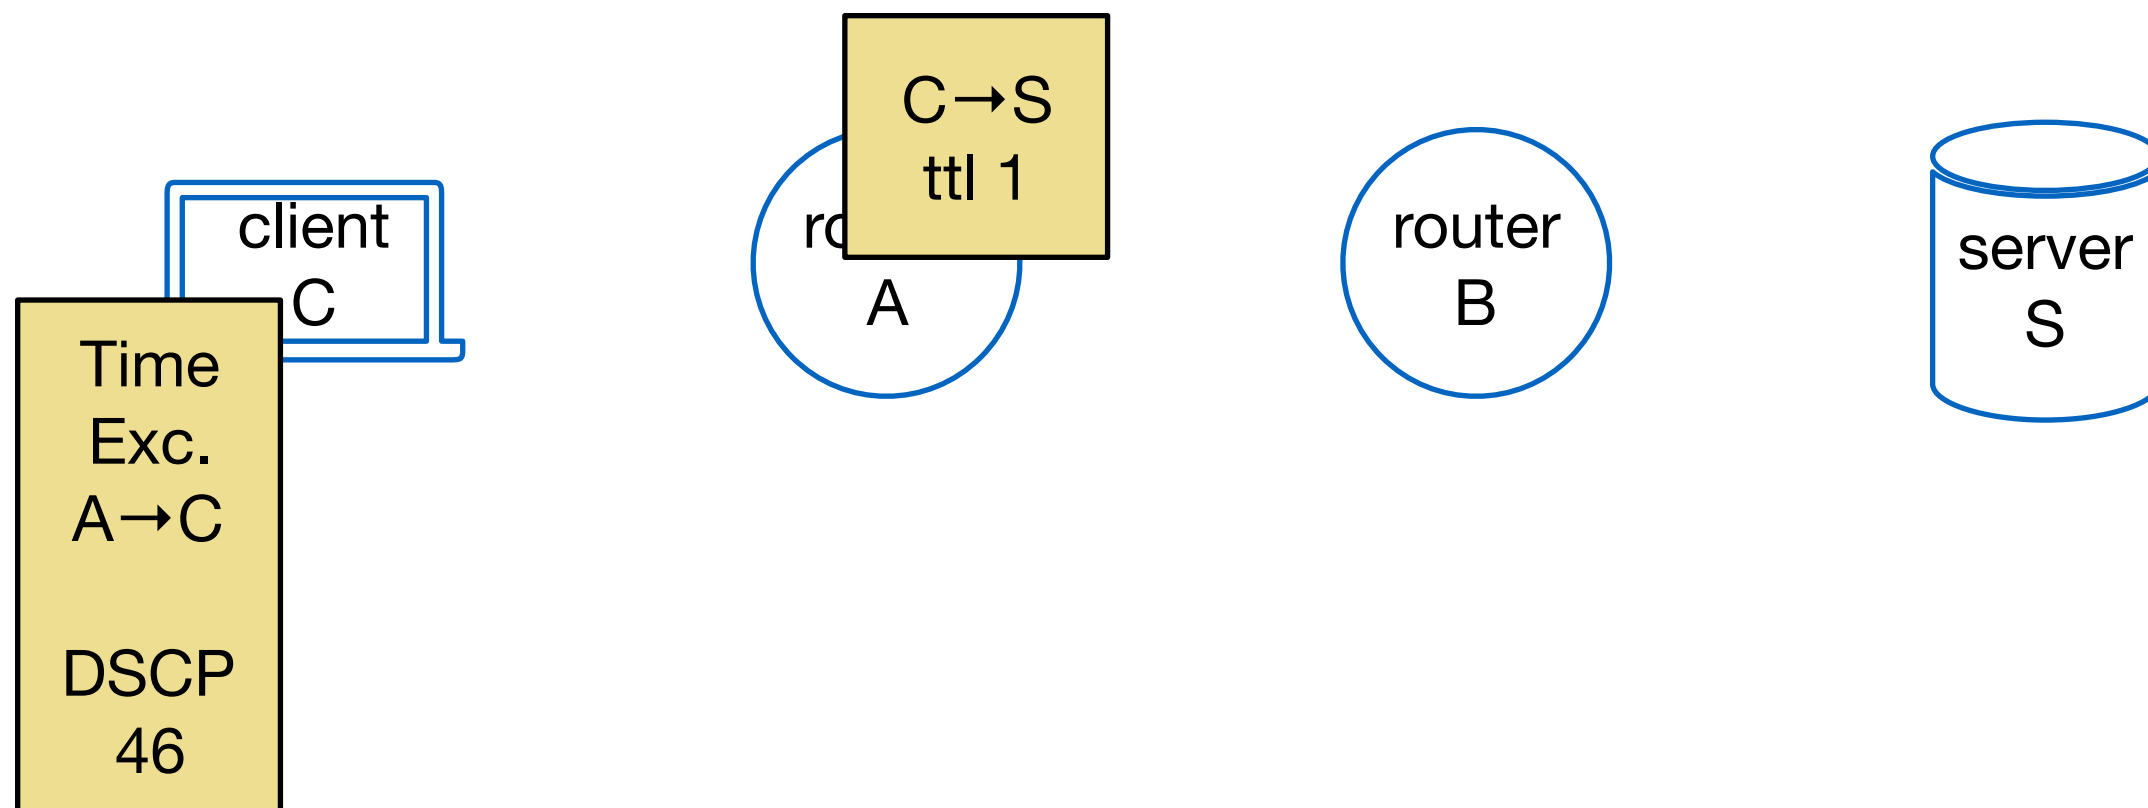 C→S
ttl 1
client
C
A
router
B
server
S
Time
Exc.
A→C
DSCP
46